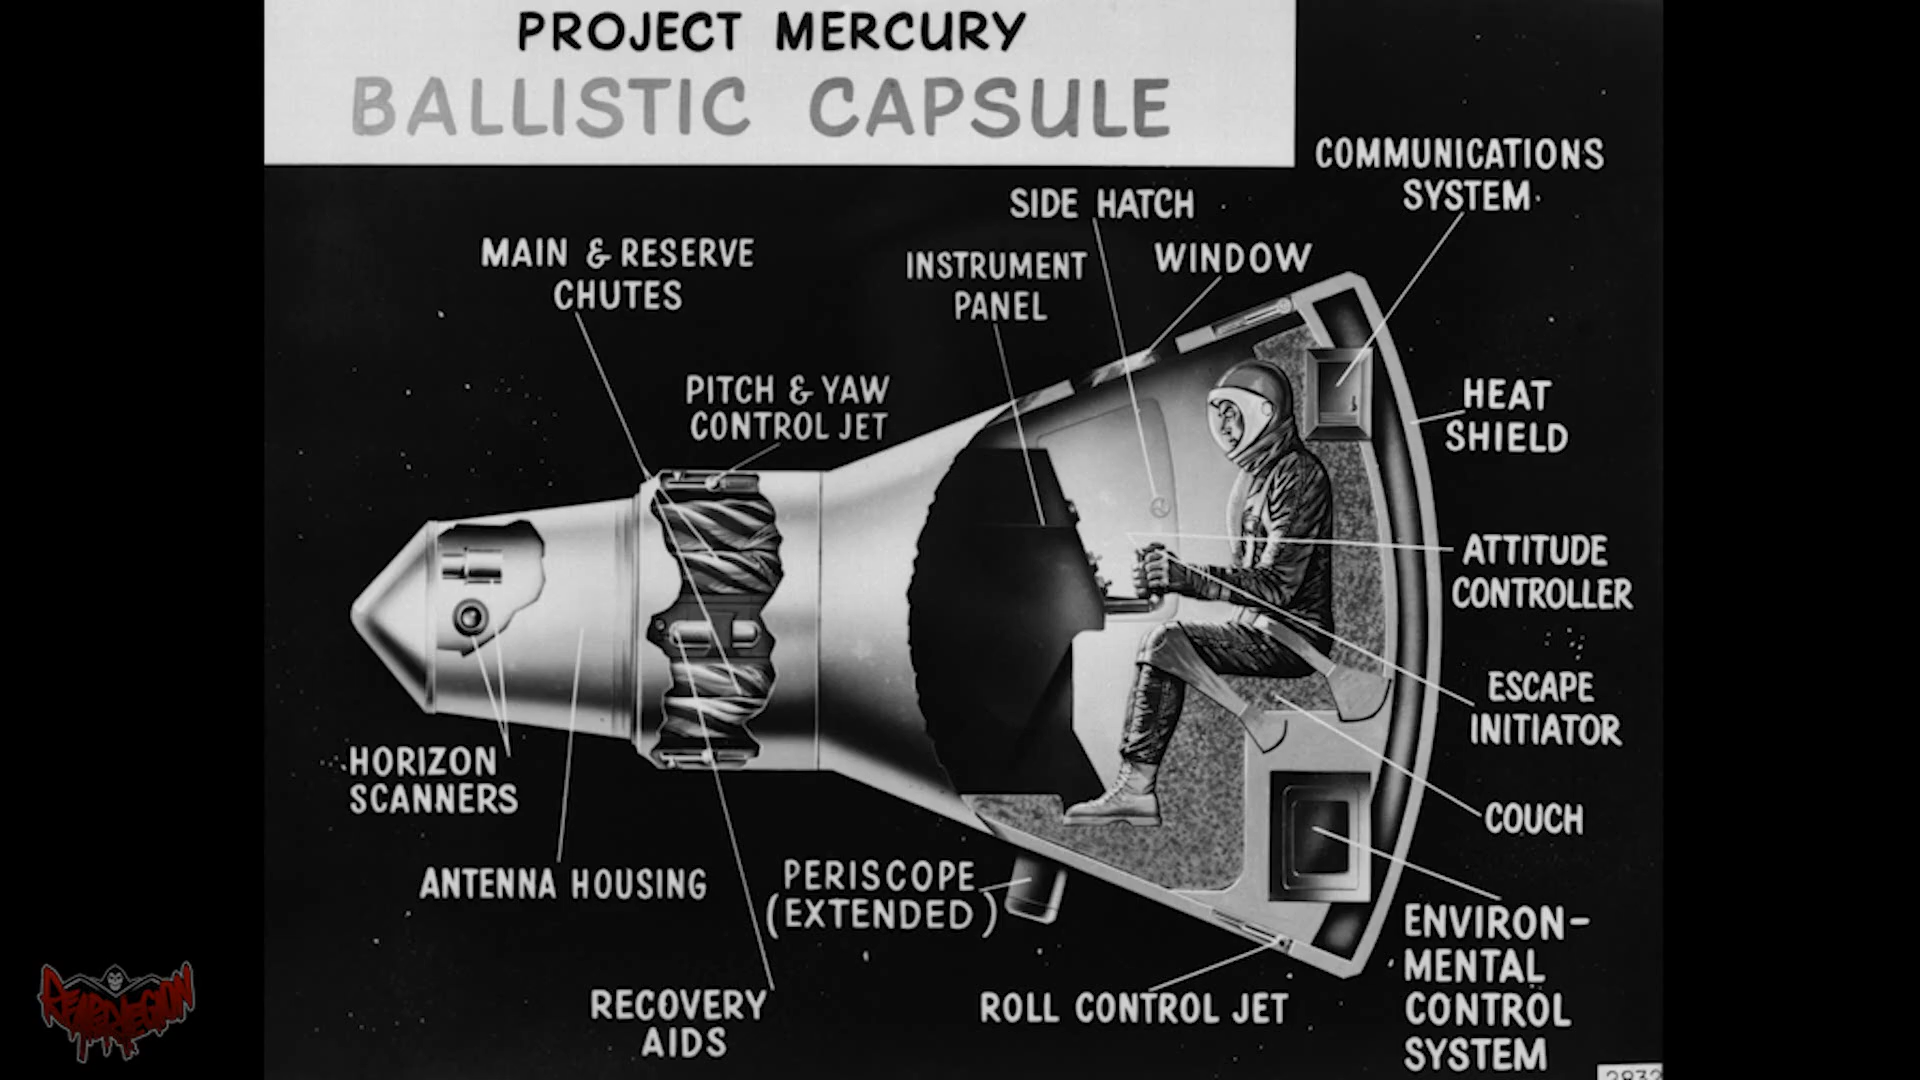 PROJECT MERCURY
BALLISTIC CAPSULE
COMMUNICATIONS
SYSTEM
SIDE HATCH
MAIN & RESERVE
CHUTES
INSTRUMENT
PANEL
WINDOW
PITCH & YAW
CONTROL JET
HEAT
SHIELD
ATTITUDE
CONTROLLER
ESCAPE
INITIATOR
HORIZON
SCANNERS
COUCH
ANTENNA HOUSING
PERISCOPE
(EXTENDED)
ENVIRON-
MENTAL
CONTROL
SYSTEM
RECOVERY
AIDS
ROLL CONTROL JET